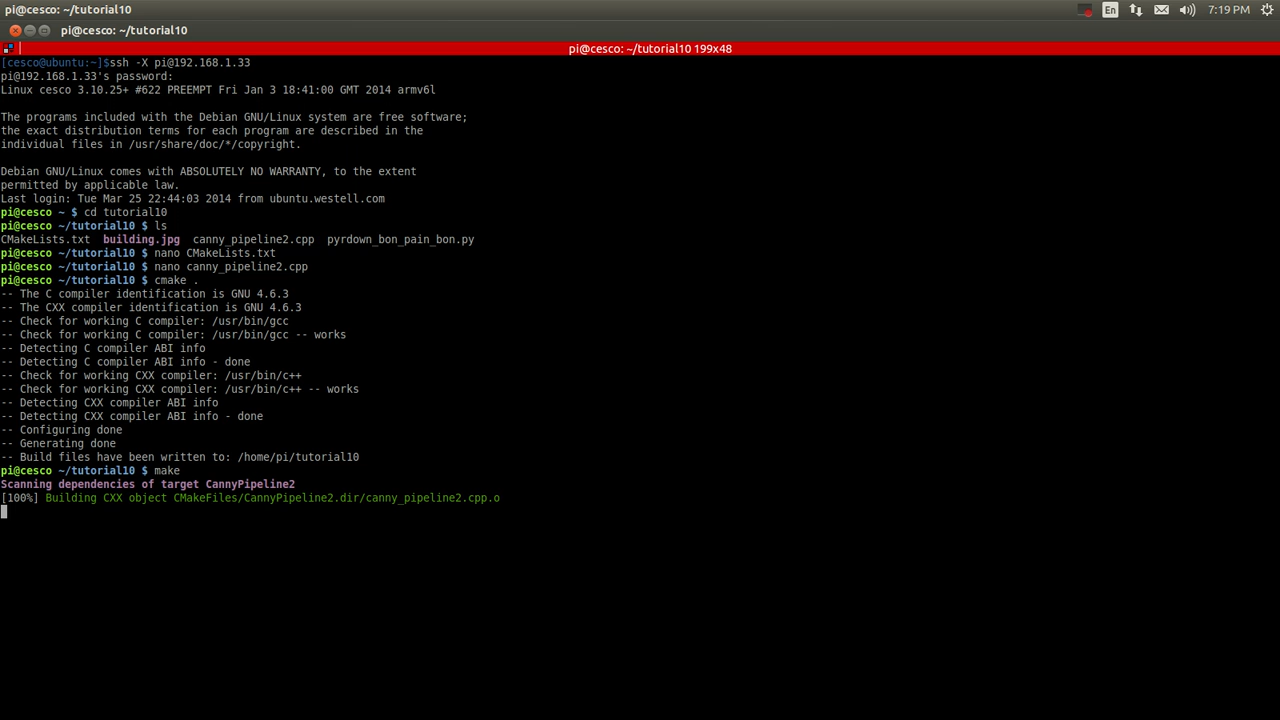 pi@cesco: ~/tutorial10
En
7:19 PM
pi@cesco: ~/tutorial10
pi@cesco: ~/tutorial10 199x48
[cesco@ubuntu:~]$ssh -X pi@192.168.1.33
pi@192.168.1.33's password:
Linux cesco 3.10.25+ #622 PREEMPT Fri Jan 3 18:41:00 GMT 2014 armv6l
The programs included with the Debian GNU/Linux system are free software;
the exact distribution terms for each program are described in the
individual files in /usr/share/doc/*/copyright.
Debian GNU/Linux comes with ABSOLUTELY NO WARRANTY, to the extent
permitted by applicable law.
Last login: Tue Mar 25 22:44:03 2014 from ubuntu.westell.com
pi@cesco ~ $ cd tutorial10
pi@cesco ~/tutorial10 $ ls
CMakeLists.txt  building.jpg  canny_pipeline2.cpp  pyrdown_bon_pain_bon.py
pi@cesco ~/tutorial10 $ nano CMakeLists.txt
pi@cesco ~/tutorial10 $ nano canny_pipeline2.cpp
pi@cesco ~/tutorial10 $ cmake .
-- The C compiler identification is GNU 4.6.3
-- The CXX compiler identification is GNU 4.6.3
-- Check for working C compiler: /usr/bin/gcc
-- Check for working C compiler: /usr/bin/gcc -- works
-- Detecting C compiler ABI info
-- Detecting C compiler ABI info - done
-- Check for working CXX compiler: /usr/bin/c++
-- Check for working CXX compiler: /usr/bin/c++ -- works
-- Detecting CXX compiler ABI info
-- Detecting CXX compiler ABI info - done
-- Configuring done
-- Generating done
-- Build files have been written to: /home/pi/tutorial10
pi@cesco ~/tutorial10 $ make
Scanning dependencies of target CannyPipeline2
[100%] Building CXX object CMakeFiles/CannyPipeline2.dir/canny_pipeline2.cpp.o